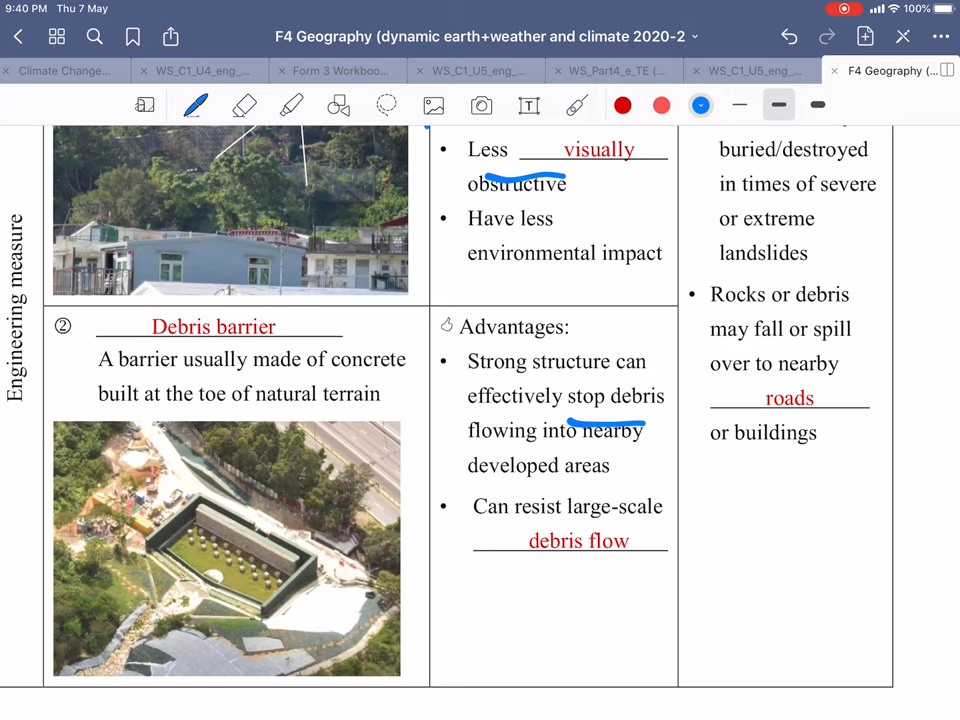 9:40 PM Thu 7 May
100%
F4 Geography (dynamic earth+weather and climate 2020-2
Climate Change...
WS_C1_U4_eng_...
Form 3 Workboo...
WS_C1_U5_eng_...
WS_Part4_e_TE (...
WS_C1_U5_eng_...
F4 Geography (...
T
Engineering measure
• Less visually
obstructive
• Have less
environmental impact
buried/destroyed
in times of severe
or extreme
landslides
• Rocks or debris
may fall or spill
over to nearby
roads
or buildings
② Debris barrier
A barrier usually made of concrete
built at the toe of natural terrain
Advantages:
• Strong structure can
effectively stop debris
flowing into nearby
developed areas
• Can resist large-scale
debris flow